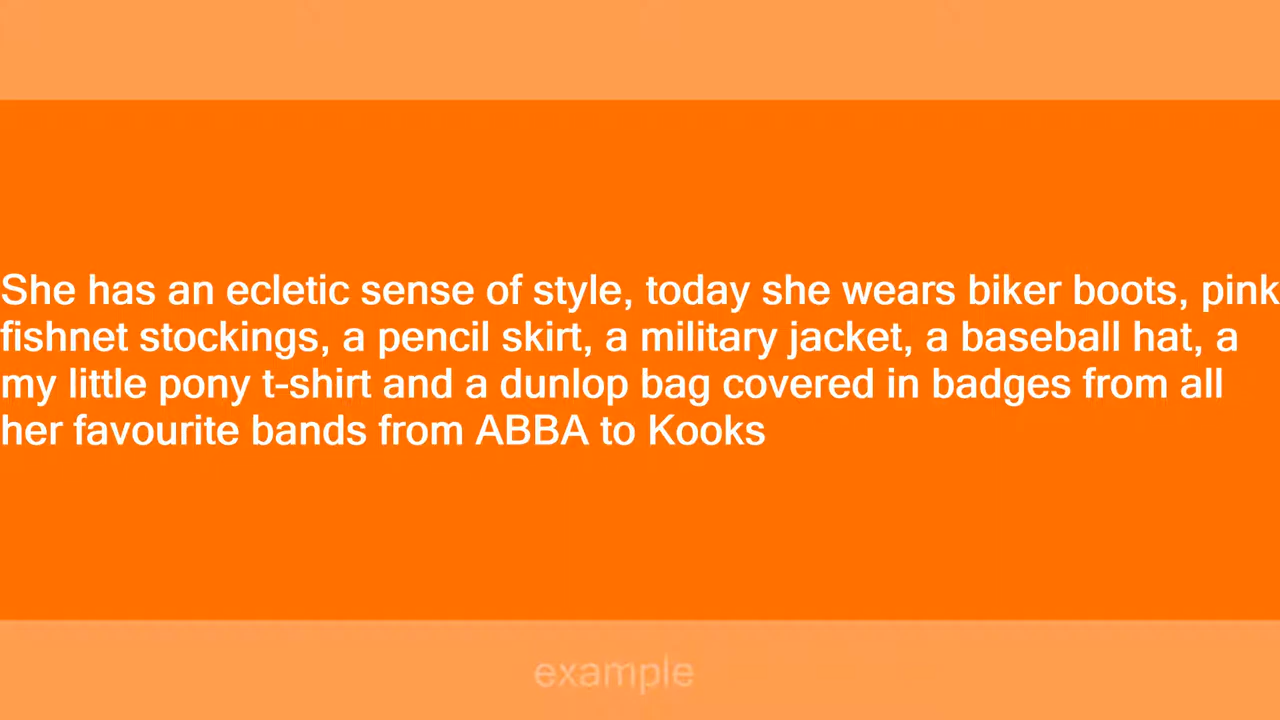 She has an ecletic sense of style, today she wears biker boots, pink
fishnet stockings, a pencil skirt, a military jacket, a baseball hat, a
my little pony t-shirt and a dunlop bag covered in badges from all
her favourite bands from ABBA to Kooks
example